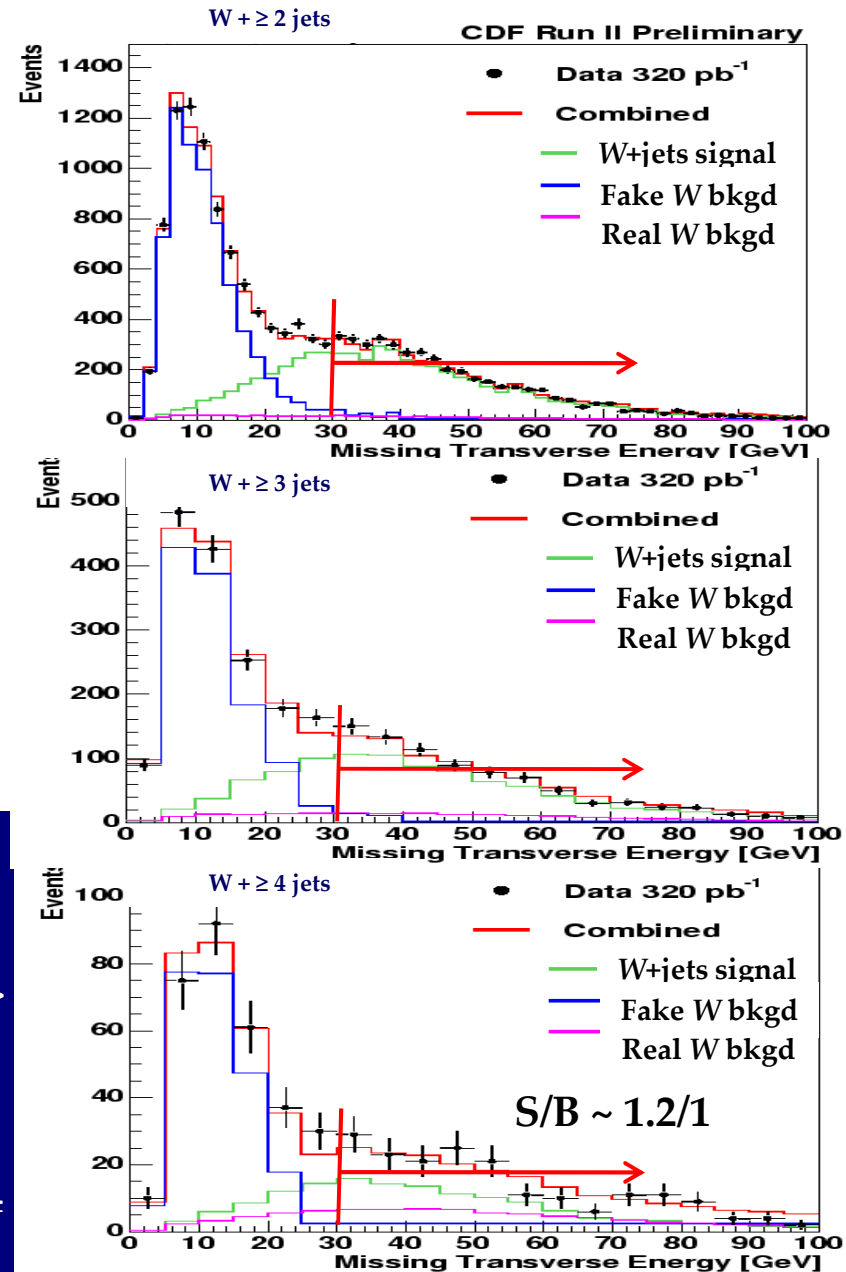 W + ≥ 2 jets
CDF Run II Preliminary
Events
1400
1200
1000
800
600
400
200
0
Data 320 pb⁻¹
Combined
W+jets signal
Fake W bkgd
Real W bkgd
0 10 20 30 40 50 60 70 80 90 100
Missing Transverse Energy [GeV]
W + ≥ 3 jets
Events
500
400
300
200
100
0
Data 320 pb⁻¹
Combined
W+jets signal
Fake W bkgd
Real W bkgd
0 10 20 30 40 50 60 70 80 90 100
Missing Transverse Energy [GeV]
W + ≥ 4 jets
Events
100
80
60
40
20
0
Data 320 pb⁻¹
Combined
W+jets signal
Fake W bkgd
Real W bkgd
S/B ~ 1.2/1
0 10 20 30 40 50 60 70 80 90 100
Missing Transverse Energy [GeV]